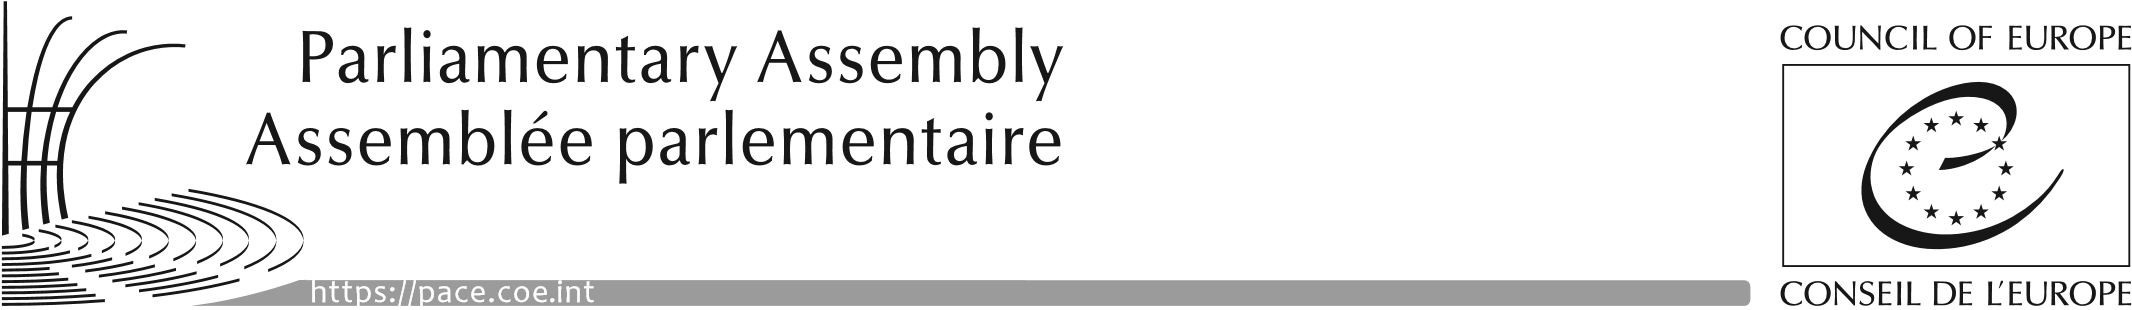 Parliamentary Assembly
Assemblée parlementaire
https://pace.coe.int
COUNCIL OF EUROPE
CONSEIL DE L'EUROPE